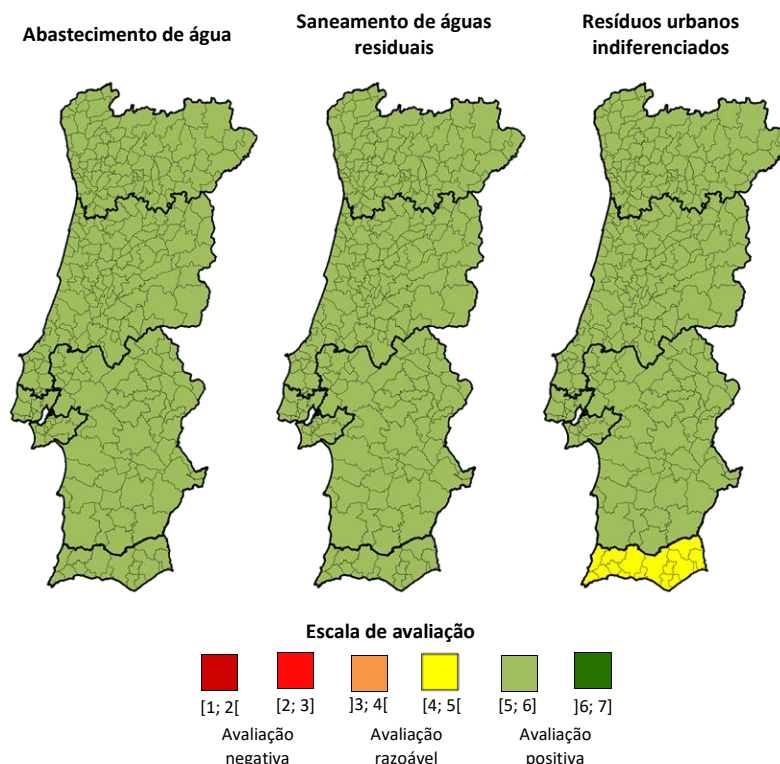 Abastecimento de água
Saneamento de águas
residuais
Resíduos urbanos
indiferenciados
Escala de avaliação
[1; 2[
[2; 3]
]3; 4[
[4; 5[
[5; 6]
]6; 7]
Avaliação
negativa
Avaliação
razoável
Avaliação
positiva